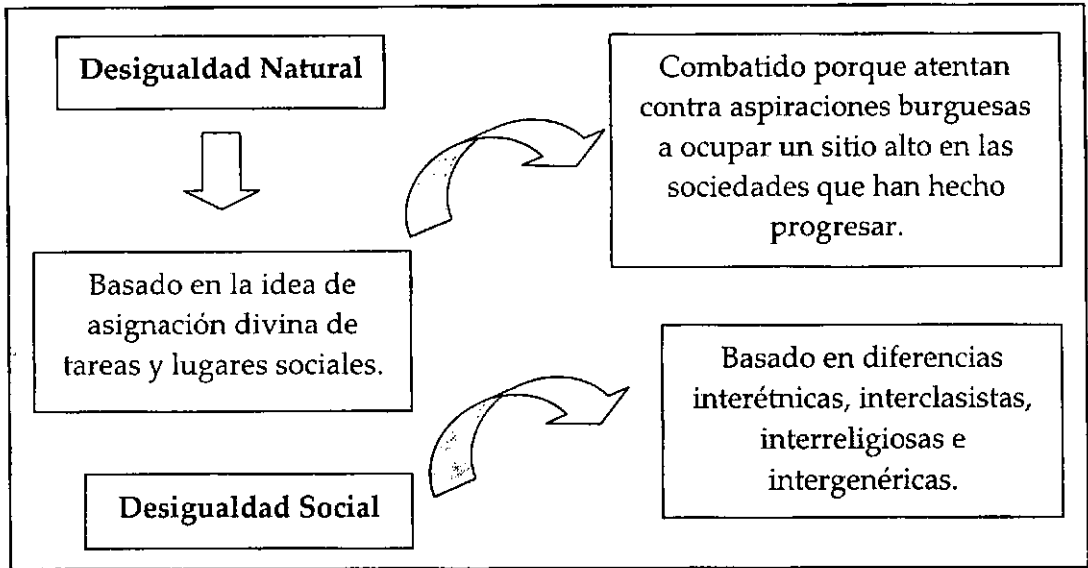 Desigualdad Natural
Combatido porque atentan
contra aspiraciones burguesas
a ocupar un sitio alto en las
sociedades que han hecho
progresar.
Basado en la idea de
asignación divina de
tareas y lugares sociales.
Basado en diferencias
interétnicas, interclasistas,
interreligiosas e
intergenéricas.
Desigualdad Social